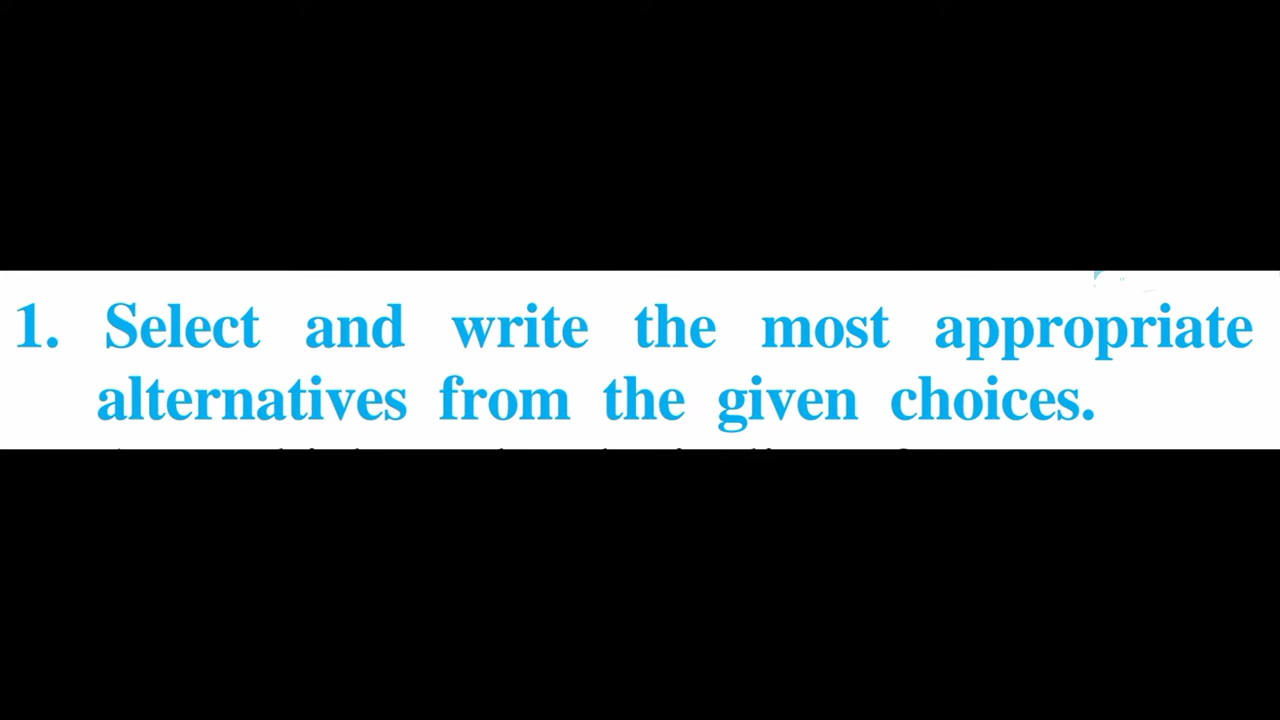 1. Select and write the most appropriate
alternatives from the given choices.